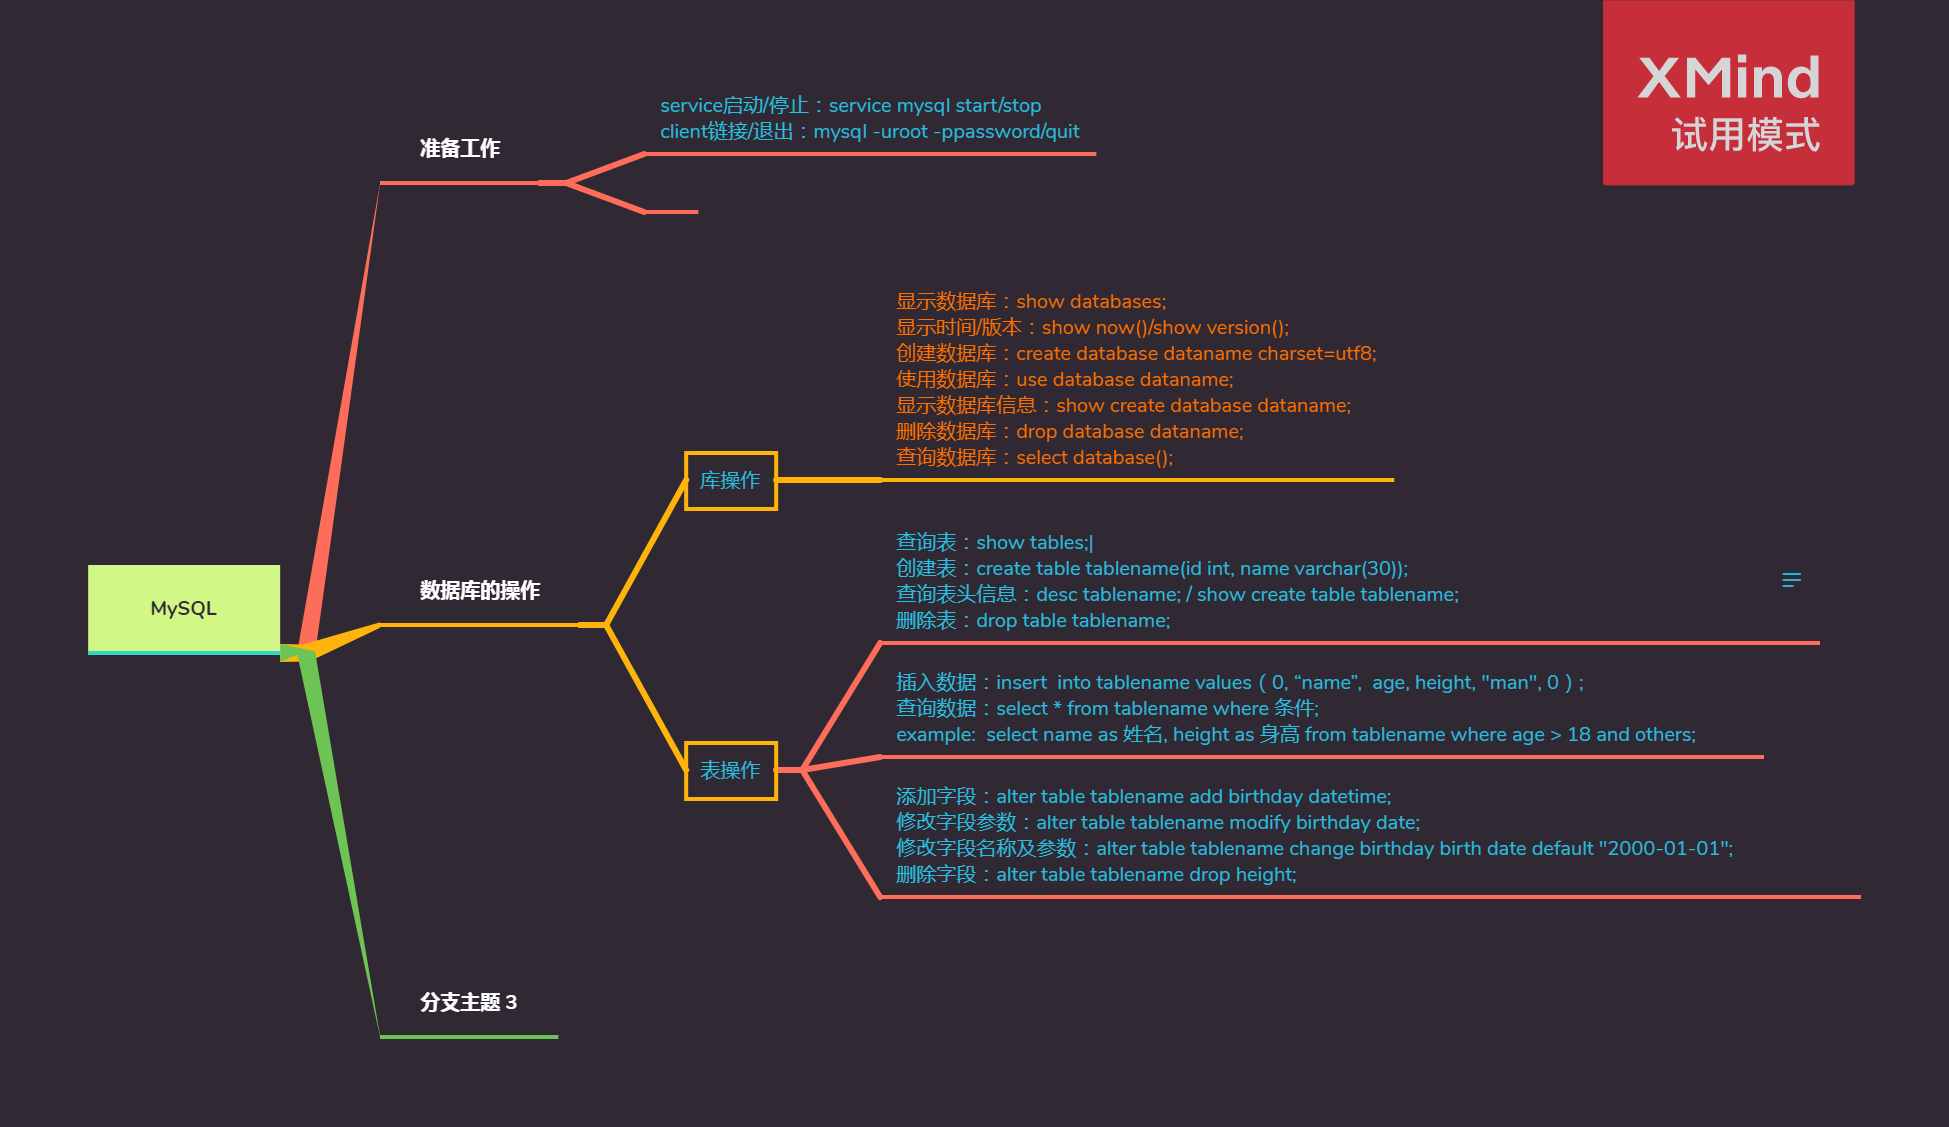 XMind
试用模式
MySQL
准备工作
service启动/停止：service mysql start/stop
client链接/退出：mysql -uroot -ppassword/quit
数据库的操作
库操作
显示数据库：show databases;
显示时间/版本：show now()/show version();
创建数据库：create database dataname charset=utf8;
使用数据库：use database dataname;
显示数据库信息：show create database dataname;
删除数据库：drop database dataname;
查询数据库：select database();
表操作
查询表：show tables;|
创建表：create table tablename(id int, name varchar(30));
查询表头信息：desc tablename; / show create table tablename;
删除表：drop table tablename;
插入数据：insert  into tablename values（0, “name”,  age, height, "man", 0）;
查询数据：select * from tablename where 条件;
example:  select name as 姓名, height as 身高 from tablename where age > 18 and others;
添加字段：alter table tablename add birthday datetime;
修改字段参数：alter table tablename modify birthday date;
修改字段名称及参数：alter table tablename change birthday birth date default "2000-01-01";
删除字段：alter table tablename drop height;
分支主题 3